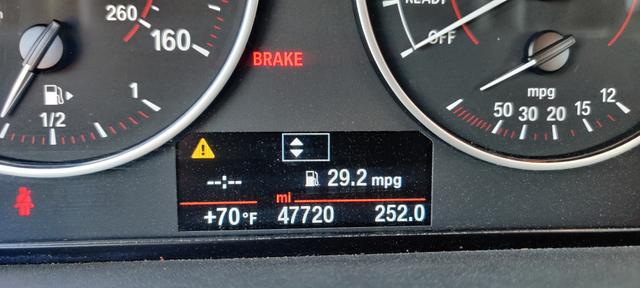 260
160
READY
OFF
BRAKE
1
1/2
mpg
50 30 20 15 12
--:--
29.2 mpg
mi
+70°F 47720 252.0